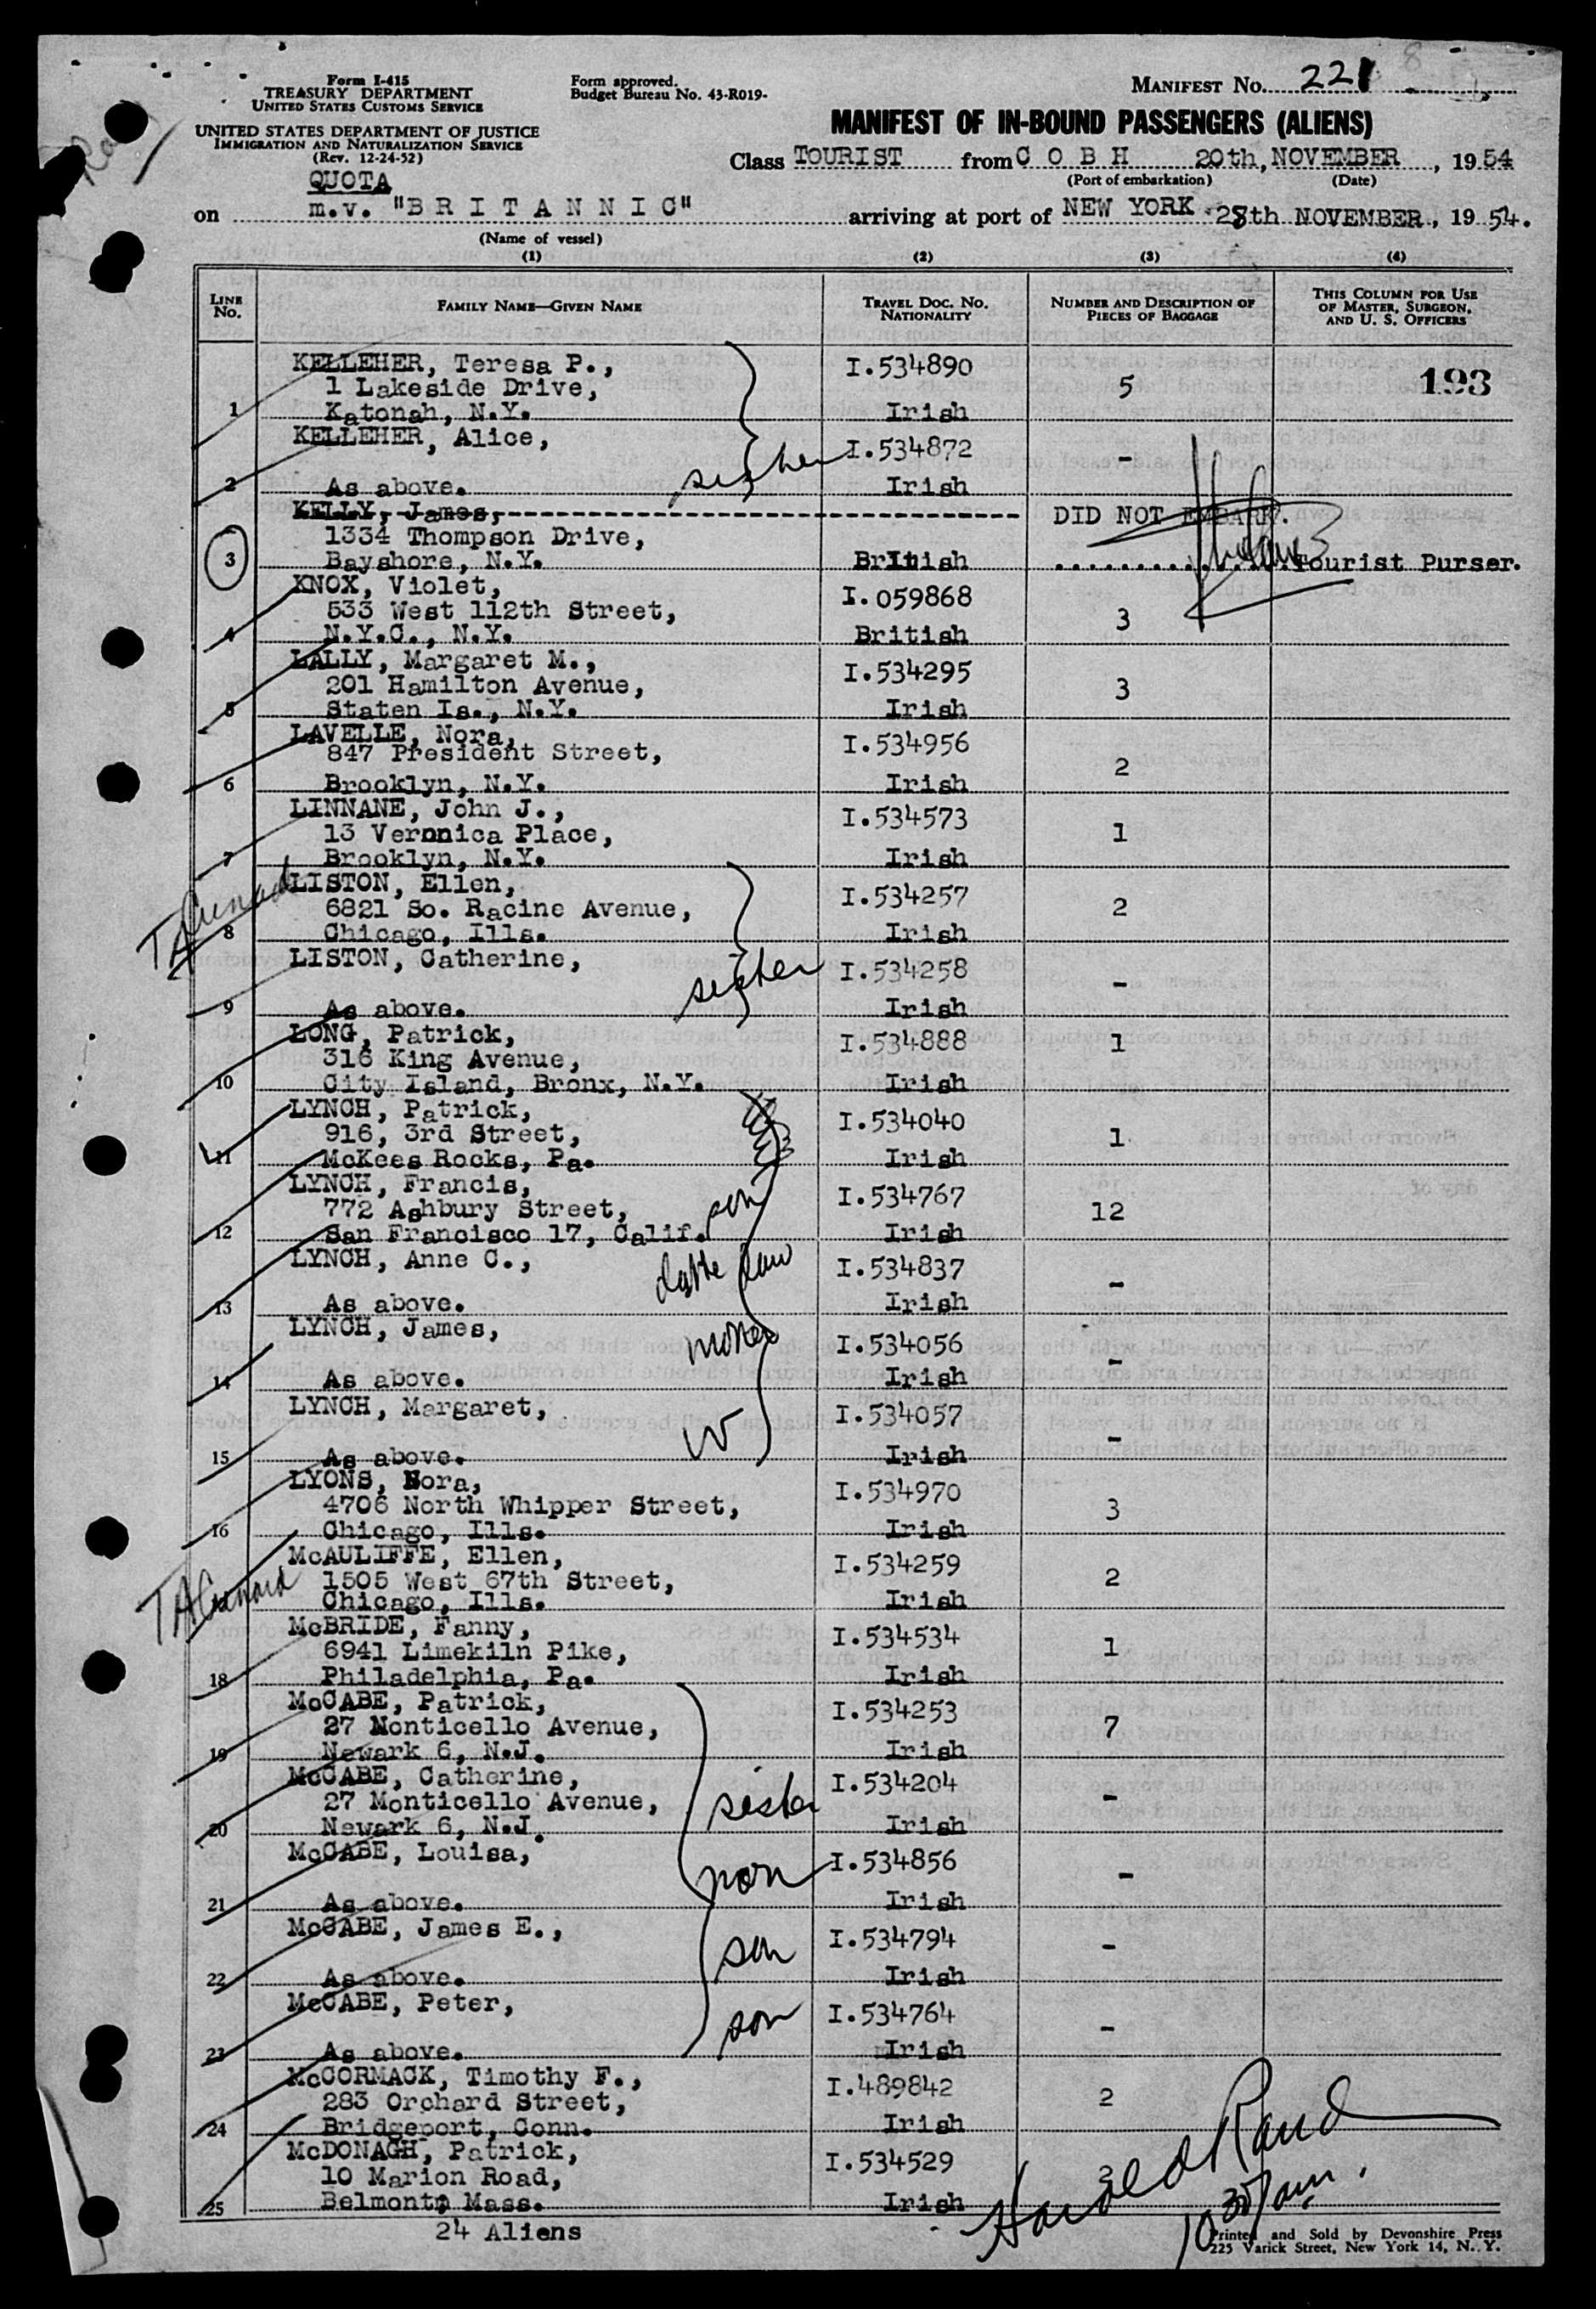 Form I-415
TREASURY DEPARTMENT
UNITED STATES CUSTOMS SERVICE
UNITED STATES DEPARTMENT OF JUSTICE
IMMIGRATION AND NATURALIZATION SERVICE
(Rev. 12-24-52)
Form approved.
Budget Bureau No. 43-R019-
MANIFEST No. 221
MANIFEST OF IN-BOUND PASSENGERS (ALIENS)
Class TOURIST from C O B H 20th, NOVEMBER, 1954
(Port of embarkation) (Date)
QUOTA
on m.v. "B R I T A N N I C" arriving at port of NEW YORK 28th NOVEMBER, 1954.
(Name of vessel)
(1) (2) (3) (4)
LINE No. FAMILY NAME—GIVEN NAME TRAVEL DOC. NO. NATIONALITY NUMBER AND DESCRIPTION OF PIECES OF BAGGAGE THIS COLUMN FOR USE OF MASTER, SURGEON, AND U. S. OFFICERS
KELLEHER, Teresa P., I.534890
1 Lakeside Drive, 5 193
1 Katonah, N.Y. Irish
KELLEHER, Alice, I.534872
sister -
2 As above. Irish
KELLY, James, DID NOT EMBARK.
1334 Thompson Drive,
3 Bayshore, N.Y. British Tourist Purser.
KNOX, Violet, I.059868
533 West 112th Street, 3
4 N.Y.C., N.Y. British
LALLY, Margaret M., I.534295
201 Hamilton Avenue, 3
5 Staten Is., N.Y. Irish
LAVELLE, Nora, I.534956
847 President Street, 2
6 Brooklyn, N.Y. Irish
LINNANE, John J., I.534573
13 Veronica Place, 1
7 Brooklyn, N.Y. Irish
LISTON, Ellen, I.534257
6821 So. Racine Avenue, 2
TA Cunard
8 Chicago, Ills. Irish
LISTON, Catherine, I.534258
sister -
9 As above. Irish
LONG, Patrick, I.534888
316 King Avenue, 1
10 City Island, Bronx, N.Y. Irish
LYNCH, Patrick, I.534040
916, 3rd Street, 1
11 McKees Rocks, Pa. Irish
LYNCH, Francis, I.534767
772 Ashbury Street, son 12
12 San Francisco 17, Calif. Irish
LYNCH, Anne C., I.534837
-
13 As above. Irish
LYNCH, James, I.534056
-
14 As above. Irish
LYNCH, Margaret, I.534057
W -
15 As above. Irish
LYONS, Nora, I.534970
4706 North Whipper Street, 3
16 Chicago, Ills. Irish
McAULIFFE, Ellen, I.534259
1505 West 67th Street, 2
TA Cunard
Chicago, Ills. Irish
McBRIDE, Fanny, I.534534
6941 Limekiln Pike, 1
18 Philadelphia, Pa. Irish
McCABE, Patrick, I.534253
27 Monticello Avenue, 7
19 Newark 6, N.J. Irish
McCABE, Catherine, I.534204
27 Monticello Avenue, sister -
20 Newark 6, N.J. Irish
McCABE, Louisa, I.534856
-
21 As above. Irish
McCABE, James E., I.534794
son -
22 As above. Irish
McCABE, Peter, I.534764
son -
23 As above. Irish
McCORMACK, Timothy F., I.489842
283 Orchard Street, 2
24 Bridgeport, Conn. Irish
McDONAGH, Patrick, I.534529
10 Marion Road, 2
25 Belmont, Mass. Irish
24 Aliens
Harold Rand
10 30 am.
Printed and Sold by Devonshire Press
225 Varick Street, New York 14, N. Y.